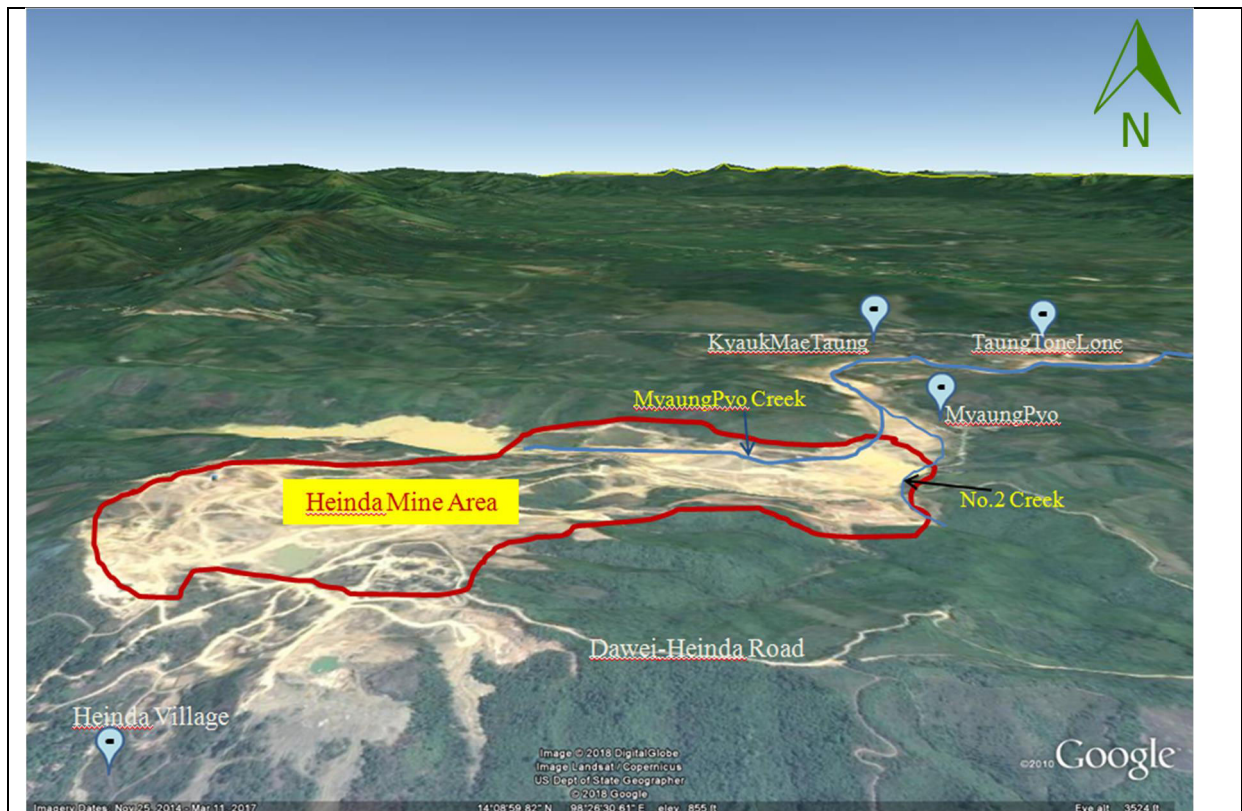 N
KyaukMaeTaung
TaungToneLone
MyaungPyo Creek
MyaungPyo
Heinda Mine Area
No.2 Creek
Dawei-Heinda Road
Heinda Village
Image © 2018 DigitalGlobe
Image Landsat / Copernicus
US Dept of State Geographer
© 2018 Google
©2010 Google
Imagery Dates: Nov 25, 2014 - Mar 11, 2017
14°08'59.82" N 98°26'30.61" E elev 855 ft
Eye alt 3524 ft